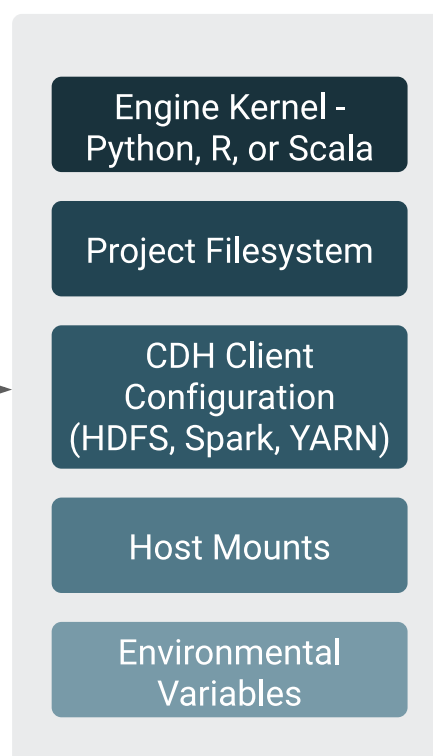 Engine Kernel -
Python, R, or Scala
Project Filesystem
CDH Client
Configuration
(HDFS, Spark, YARN)
Host Mounts
Environmental
Variables